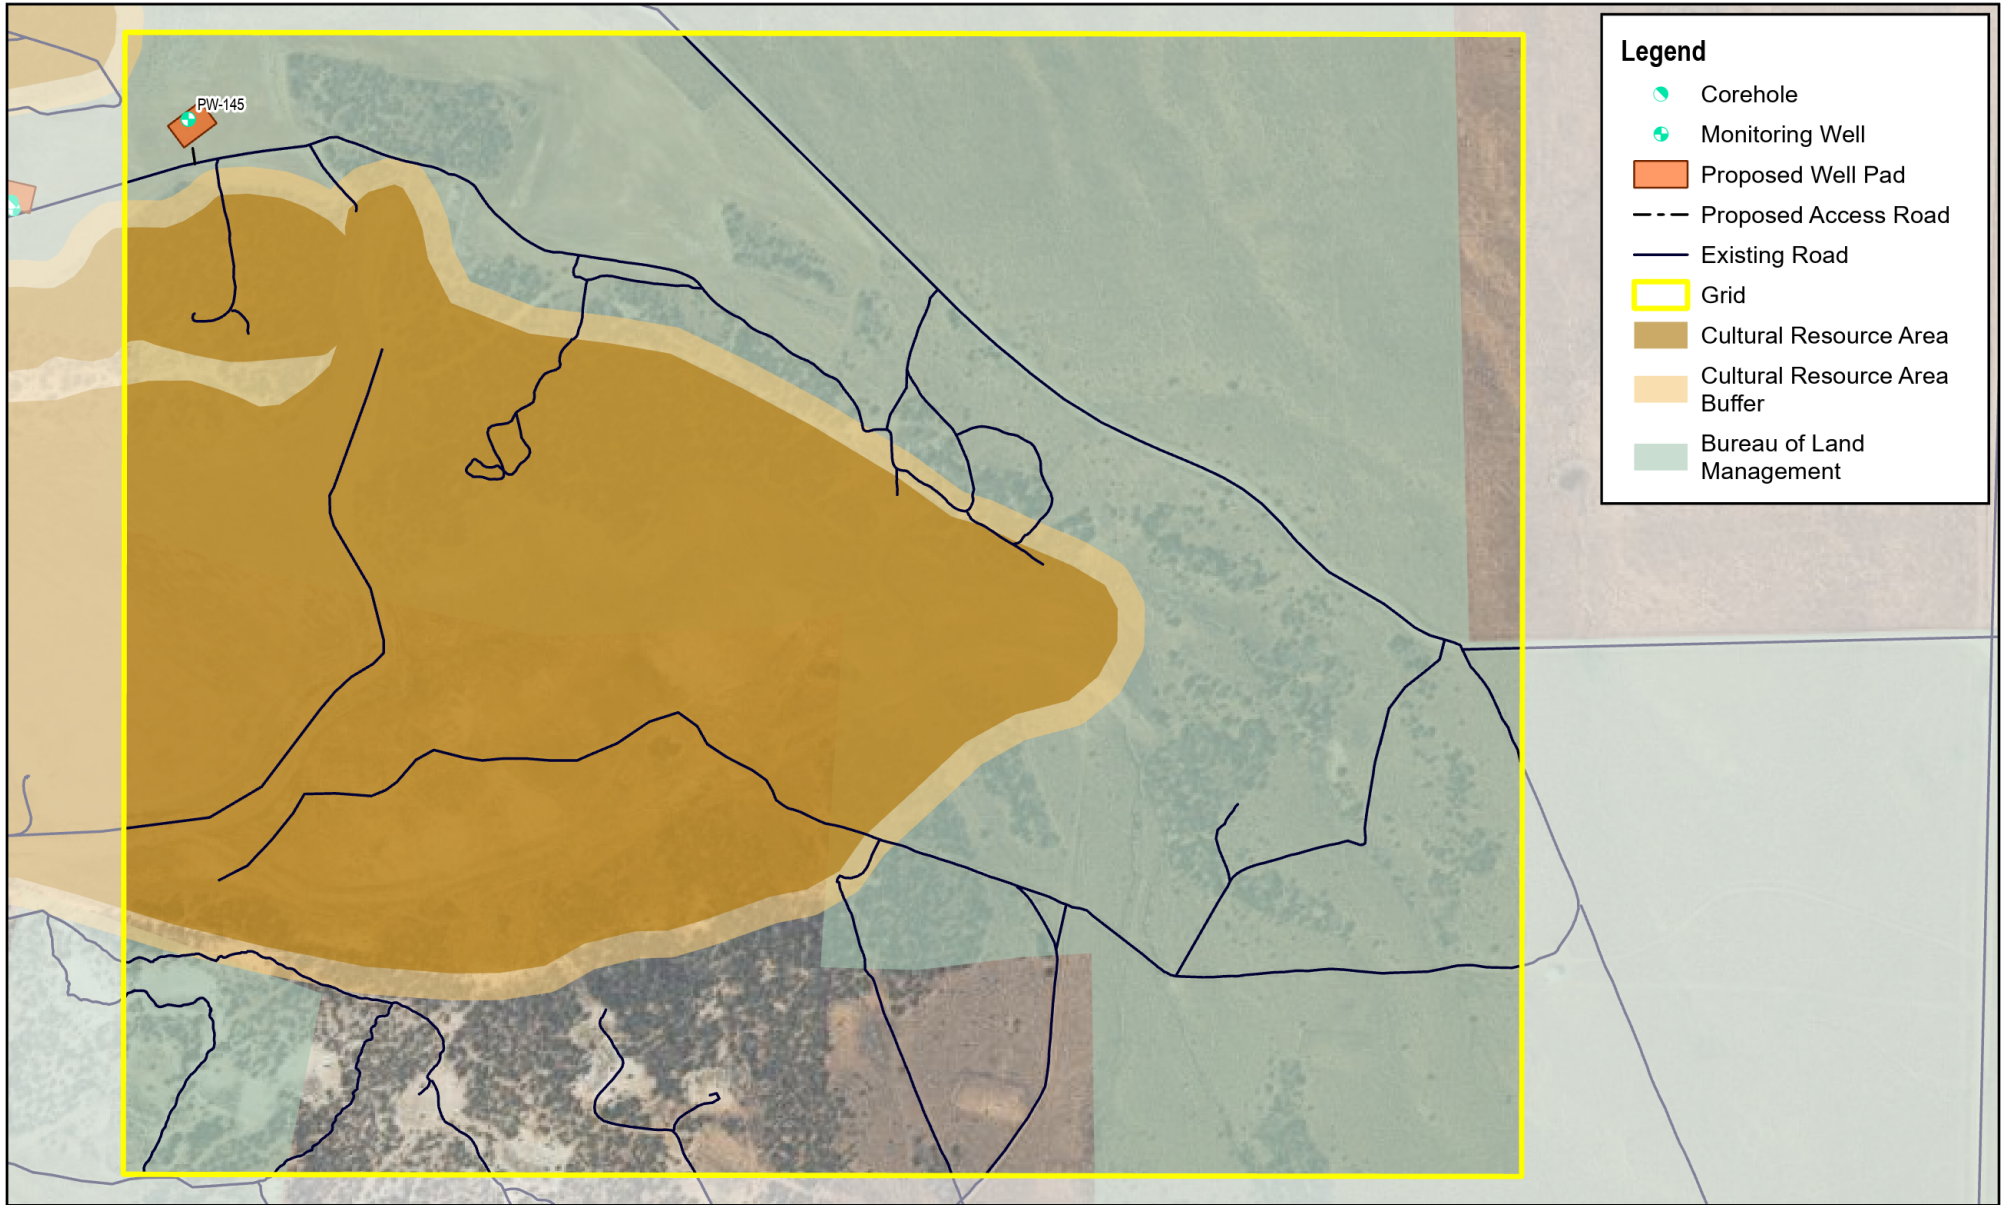 PW-145
Legend
Corehole
Monitoring Well
Proposed Well Pad
Proposed Access Road
Existing Road
Grid
Cultural Resource Area
Cultural Resource Area
Buffer
Bureau of Land
Management